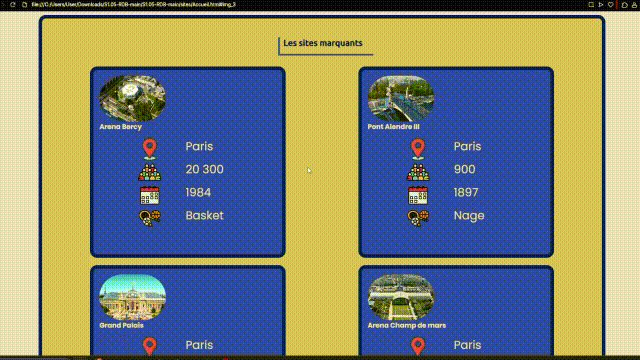 file:///C:/Users/User/Downloads/S1.05-RDB-main/S1.05-RDB-main/sites/Accueil.html#img_3
Les sites marquants
Arena Bercy
Paris
20 300
1984
Basket
Pont Alendre III
Paris
900
1897
Nage
Grand Palais
Paris
Arena Champ de mars
Paris